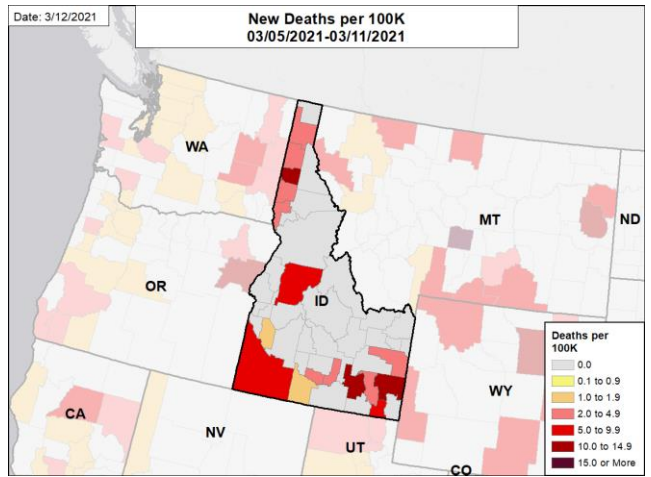 Date: 3/12/2021
New Deaths per 100K
03/05/2021-03/11/2021
WA
MT
ND
OR
ID
WY
CA
NV
UT
CO
Deaths per
100K
0.0
0.1 to 0.9
1.0 to 1.9
2.0 to 4.9
5.0 to 9.9
10.0 to 14.9
15.0 or More